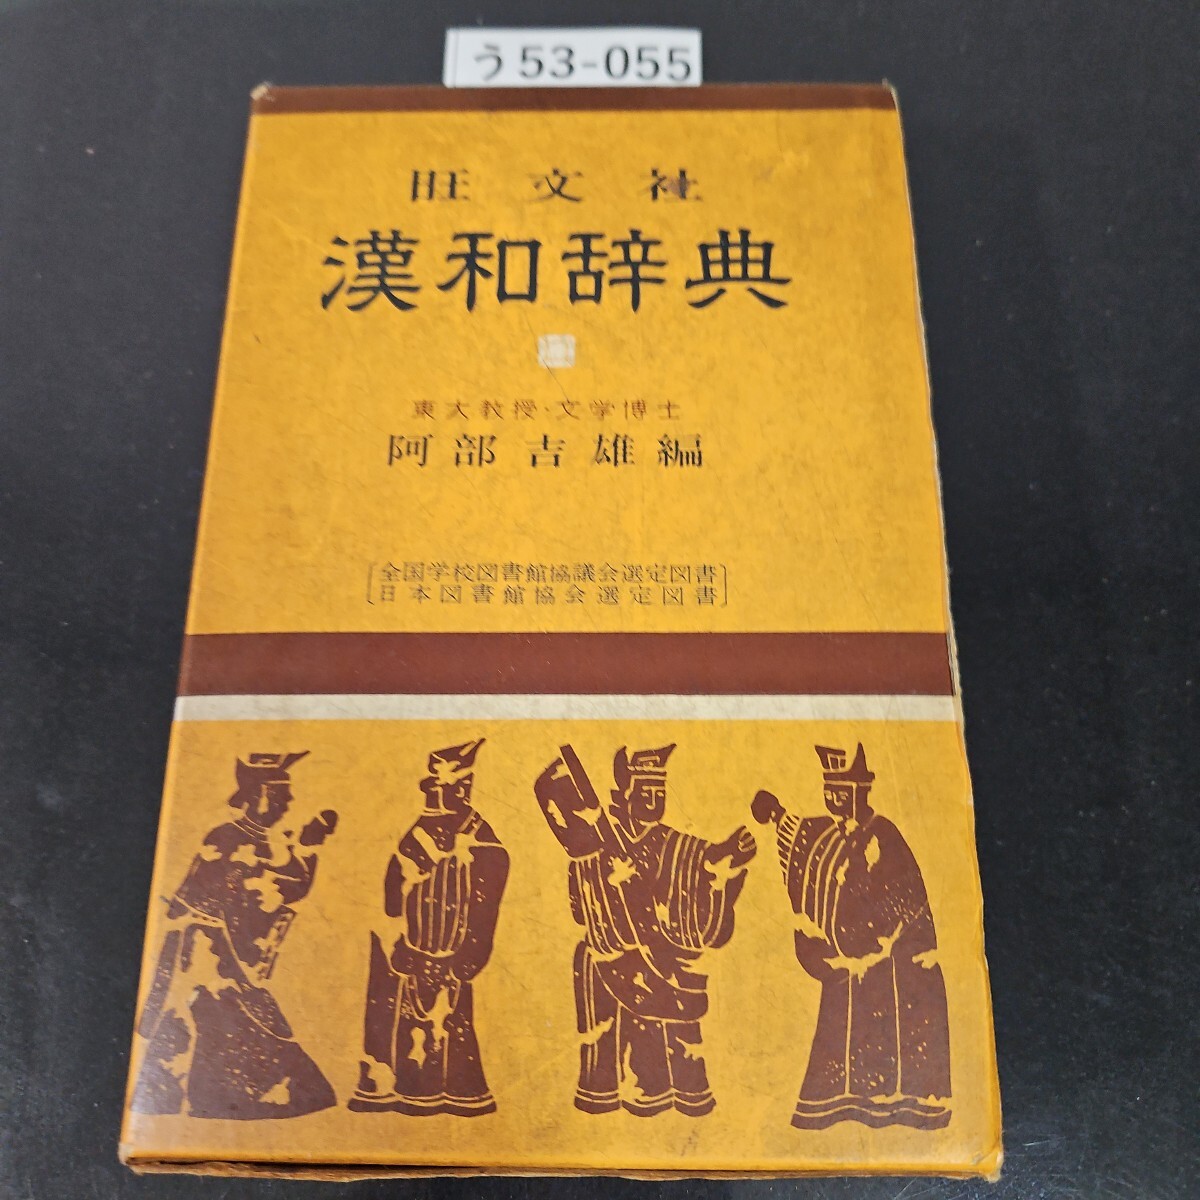 う53-055
旺文社
漢和辞典
東大教授・文学博士
阿部吉雄編
全国学校図書館協議会選定図書
日本図書館協会選定図書